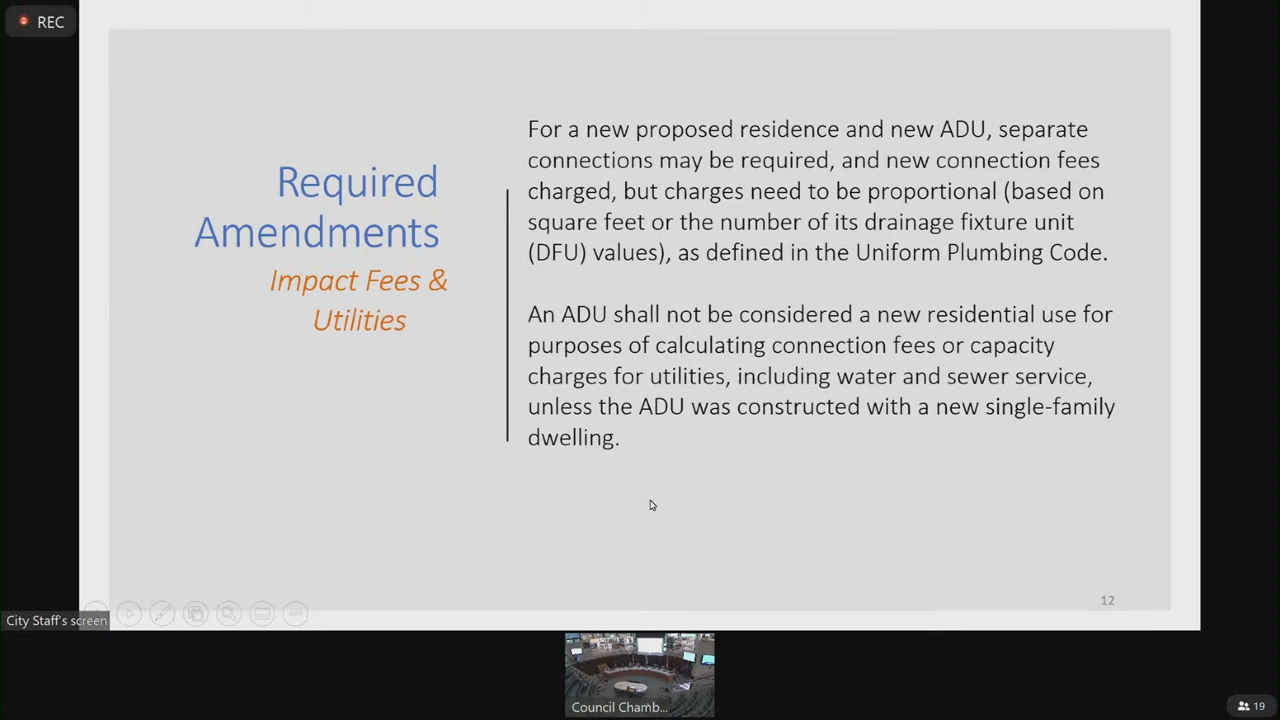 REC
Required
Amendments
Impact Fees &
Utilities
For a new proposed residence and new ADU, separate
connections may be required, and new connection fees
charged, but charges need to be proportional (based on
square feet or the number of its drainage fixture unit
(DFU) values), as defined in the Uniform Plumbing Code.
An ADU shall not be considered a new residential use for
purposes of calculating connection fees or capacity
charges for utilities, including water and sewer service,
unless the ADU was constructed with a new single-family
dwelling.
12
City Staff's screen
Council Chamb...
19